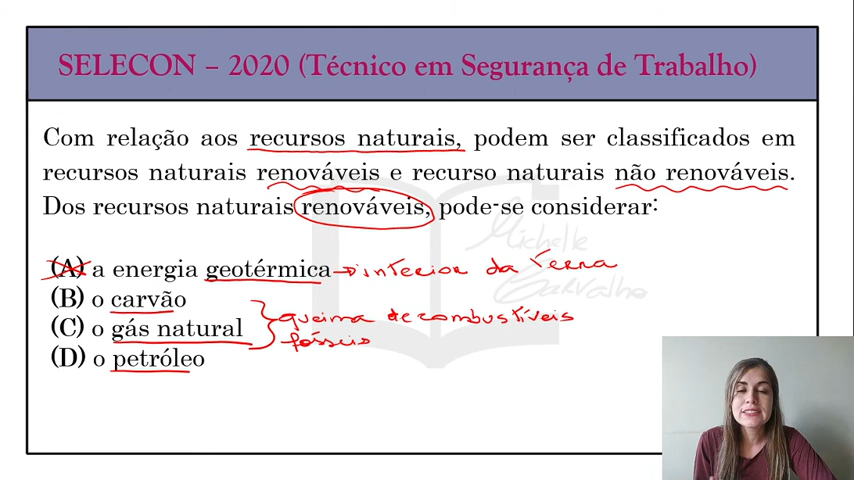 SELECON – 2020 (Técnico em Segurança de Trabalho)
Com relação aos recursos naturais, podem ser classificados em
recursos naturais renováveis e recurso naturais não renováveis.
Dos recursos naturais renováveis, pode-se considerar:
Michelle
Carvalho
(A) a energia geotérmica → interior da Terra
(B) o carvão
(C) o gás natural
queima de combustíveis
fósseis
(D) o petróleo